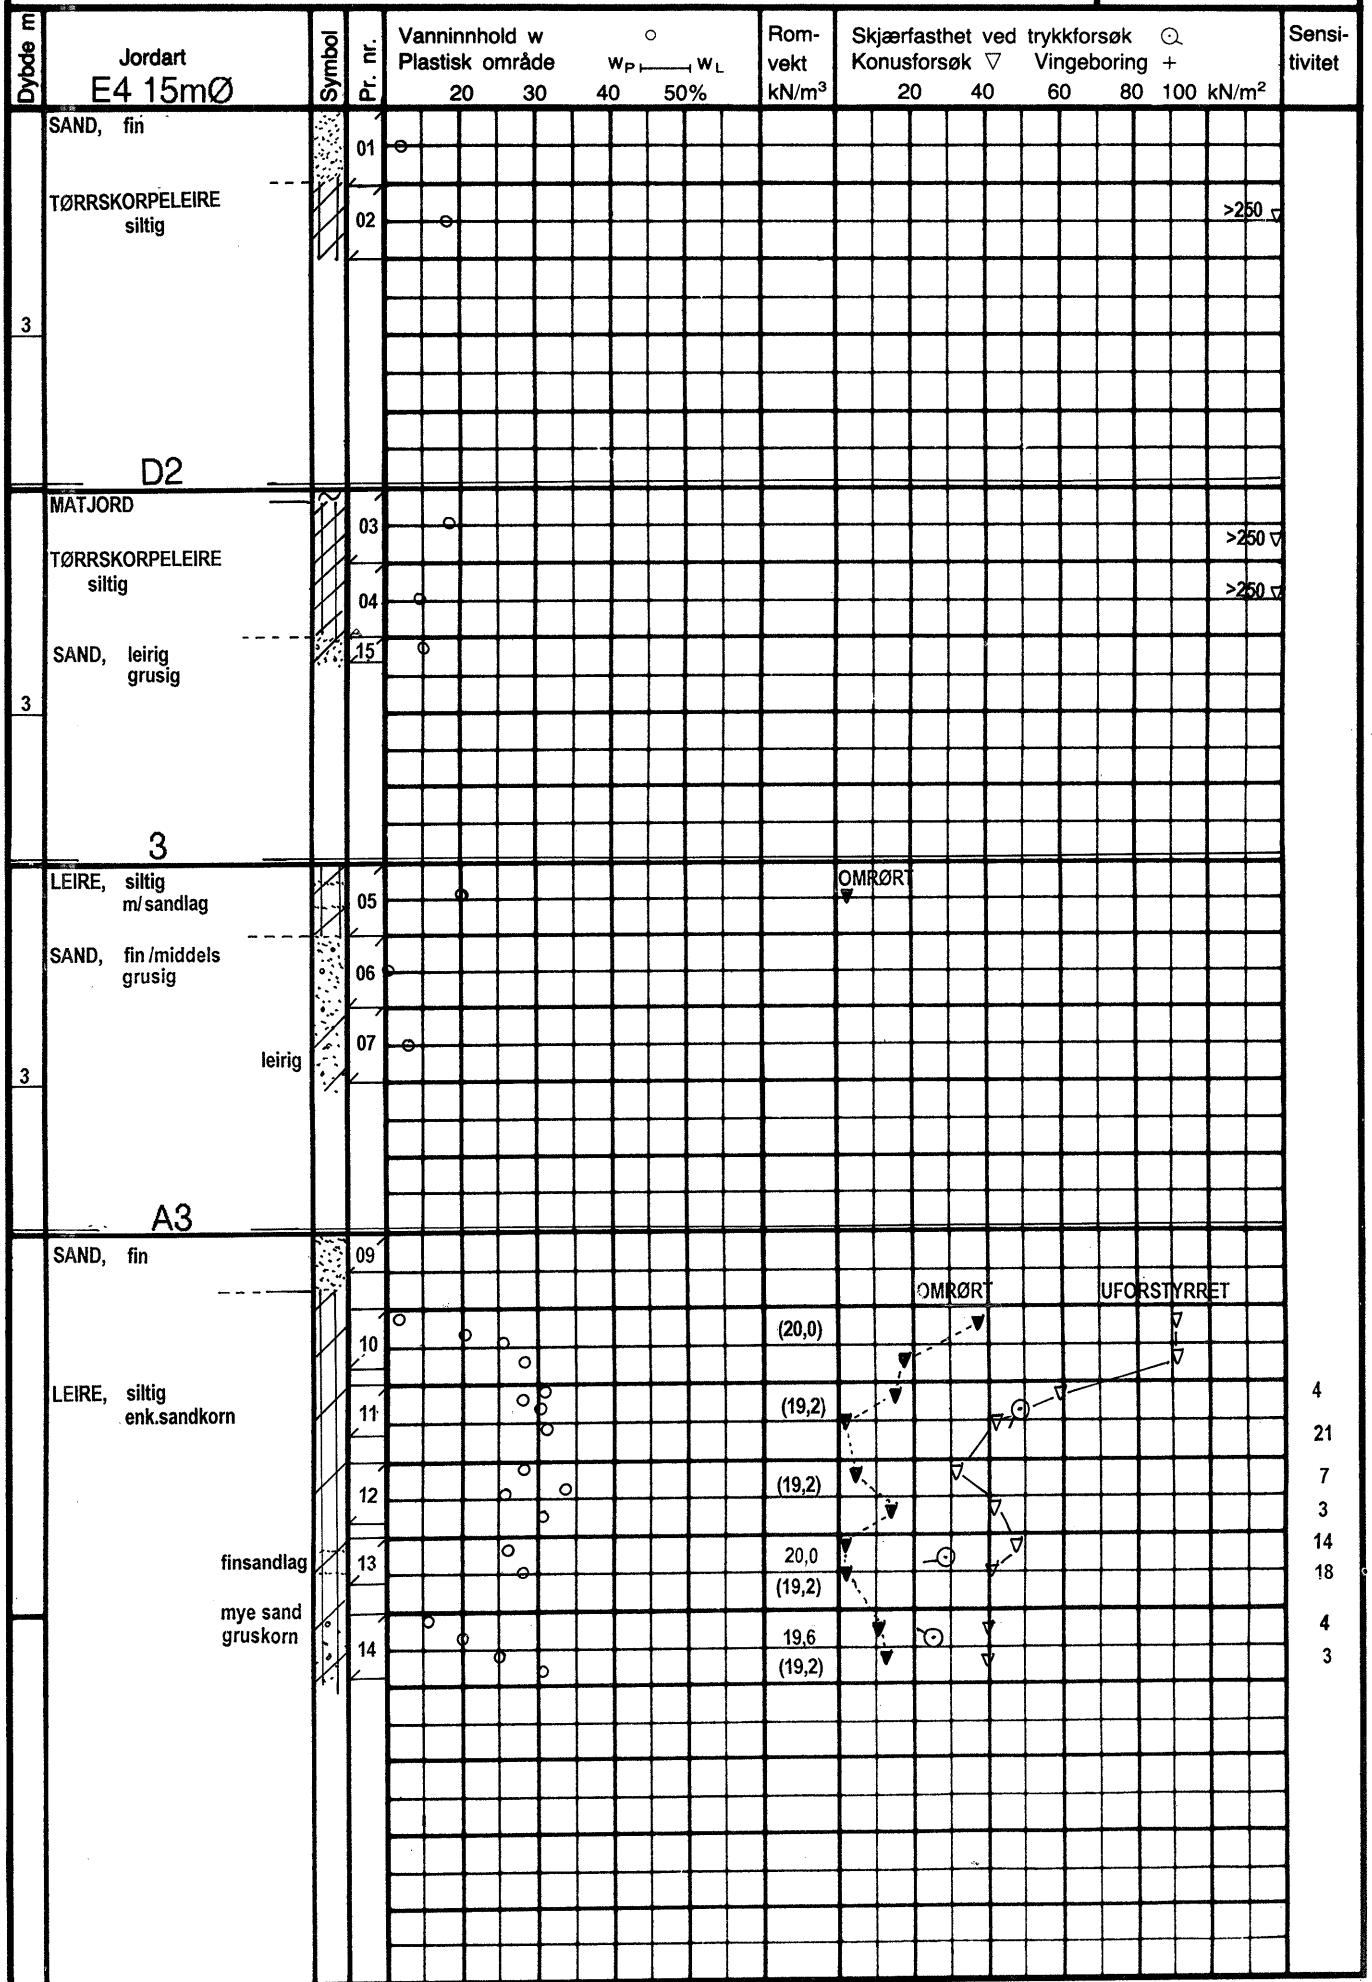 Dybde m
Jordart
E4 15mØ
Symbol
Pr. nr.
Vanninnhold w ○
Plastisk område WP WL
20 30 40 50%
Rom-
vekt
kN/m³
Skjærfasthet ved trykkforsøk
Konusforsøk ▽ Vingeboring +
20 40 60 80 100 kN/m²
Sensi-
tivitet
SAND, fin
01
TØRRSKORPELEIRE
siltig
02
>250
3
D2
MATJORD
03
>250
TØRRSKORPELEIRE
siltig
04
>250
SAND, leirig
grusig
15
3
3
LEIRE, siltig
m/sandlag
05
OMRØRT
SAND, fin/middels
grusig
06
leirig
07
3
A3
SAND, fin
09
OMRØRT UFORSTYRRET
10
(20,0)
LEIRE, siltig
enk.sandkorn
11
(19,2)
4
21
12
(19,2)
7
3
finsandlag
13
20,0
(19,2)
14
18
mye sand
gruskorn
14
19,6
(19,2)
4
3